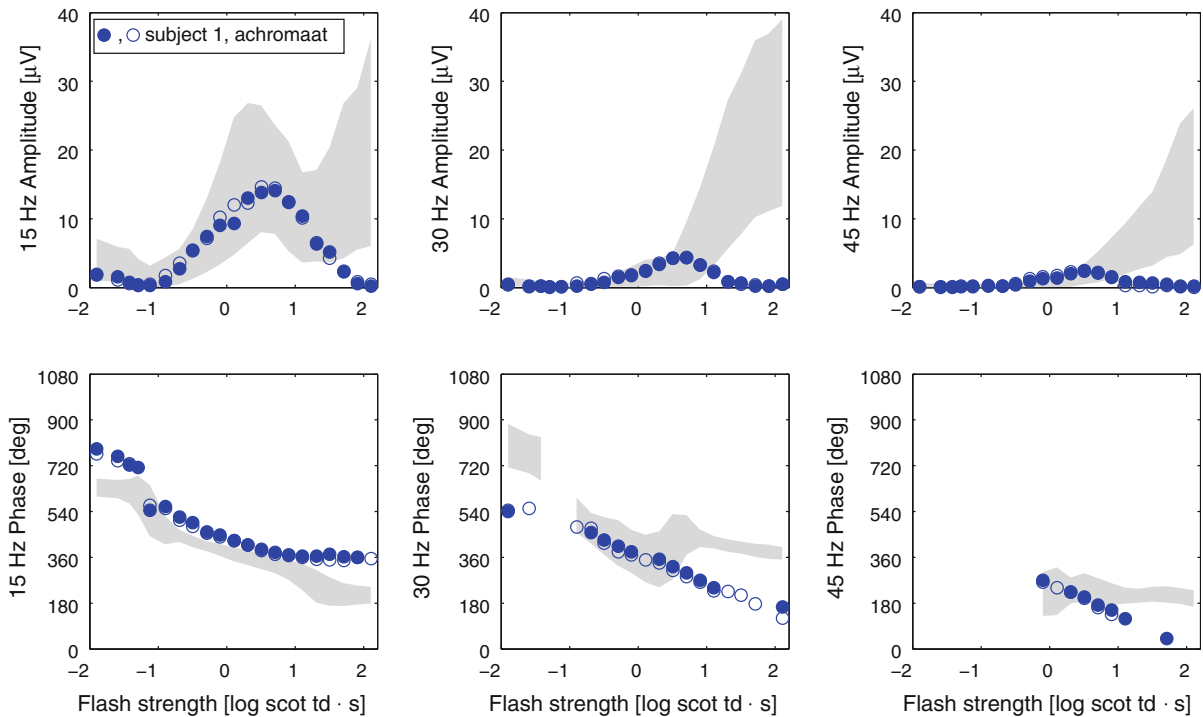 40
30
20
10
0
15 Hz Amplitude [μV]
, subject 1, achromaat
−2 −1 0 1 2
40
30
20
10
0
30 Hz Amplitude [μV]
−2 −1 0 1 2
40
30
20
10
0
45 Hz Amplitude [μV]
−2 −1 0 1 2
1080
900
720
540
360
180
0
15 Hz Phase [deg]
−2 −1 0 1 2
Flash strength [log scot td · s]
1080
900
720
540
360
180
0
30 Hz Phase [deg]
−2 −1 0 1 2
Flash strength [log scot td · s]
1080
900
720
540
360
180
0
45 Hz Phase [deg]
−2 −1 0 1 2
Flash strength [log scot td · s]